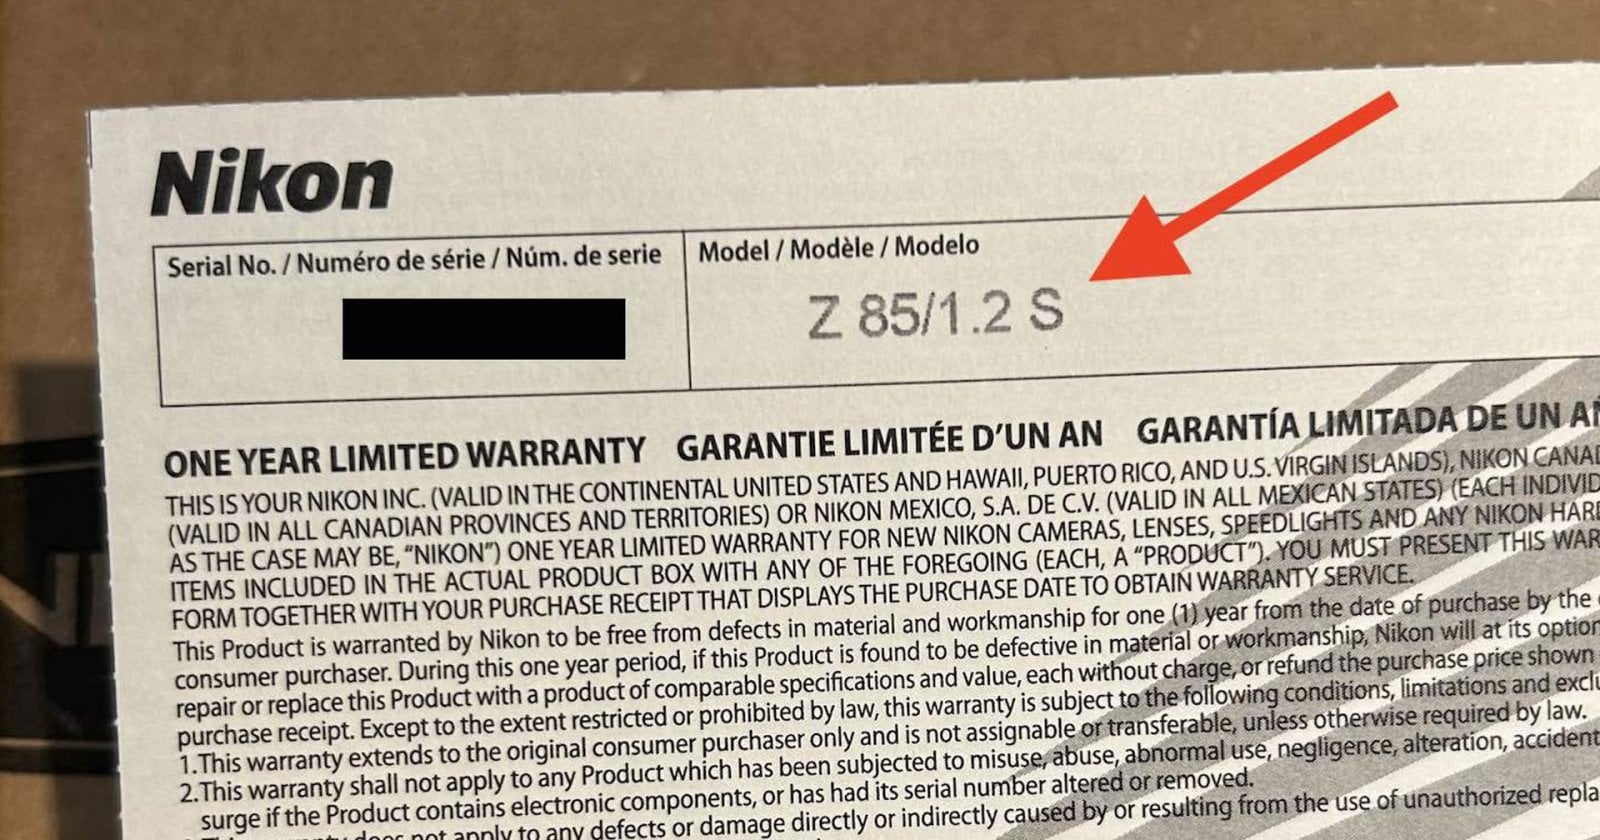 Nikon
Serial No. / Numéro de série / Núm. de serie
Model / Modèle / Modelo
Z 85/1.2 S
ONE YEAR LIMITED WARRANTY GARANTIE LIMITÉE D'UN AN GARANTÍA LIMITADA DE UN
THIS IS YOUR NIKON INC. (VALID IN THE CONTINENTAL UNITED STATES AND HAWAII, PUERTO RICO, AND U.S. VIRGIN ISLANDS), NIKON
(VALID IN ALL CANADIAN PROVINCES AND TERRITORIES) OR NIKON MEXICO, S.A. DE C.V. (VALID IN ALL MEXICAN STATES) (EACH
AS THE CASE MAY BE, “NIKON”) ONE YEAR LIMITED WARRANTY FOR NEW NIKON CAMERAS, LENSES, SPEEDLIGHTS AND ANY NIKON
ITEMS INCLUDED IN THE ACTUAL PRODUCT BOX WITH ANY OF THE FOREGOING (EACH, A “PRODUCT”). YOU MUST PRESENT THIS
FORM TOGETHER WITH YOUR PURCHASE RECEIPT THAT DISPLAYS THE PURCHASE DATE TO OBTAIN WARRANTY SERVICE.
This Product is warranted by Nikon to be free from defects in material and workmanship for one (1) year from the date of purchase by the
consumer purchaser. During this one year period, if this Product is found to be defective in material or workmanship, Nikon will at its option
repair or replace this Product with a product of comparable specifications and value, each without charge, or refund the purchase price shown
purchase receipt. Except to the extent restricted or prohibited by law, this warranty is subject to the following conditions, limitations and
1.This warranty extends to the original consumer purchaser only and is not assignable or transferable, unless otherwise required by law.
2.This warranty shall not apply to any Product which has been subjected to misuse, abuse, abnormal use, negligence, alteration, accident
surge if the Product contains electronic components, or has had its serial number altered or removed.
does not apply to any defects or damage directly or indirectly caused by or resulting from the use of unauthorized